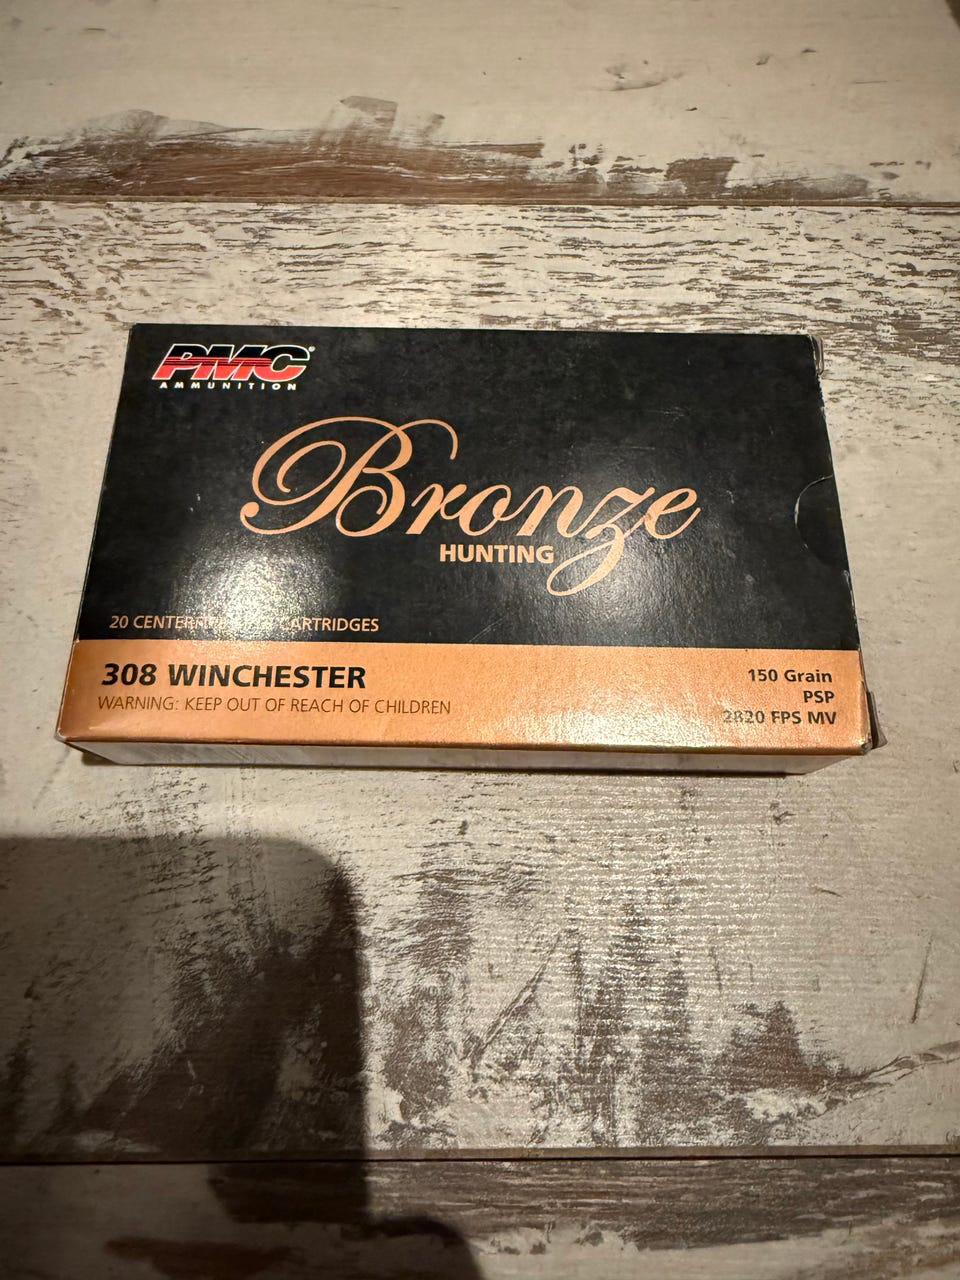 PMC®
AMMUNITION
Bronze
HUNTING
20 CENTERFIRE CARTRIDGES
308 WINCHESTER
WARNING: KEEP OUT OF REACH OF CHILDREN
150 Grain
PSP
2820 FPS MV